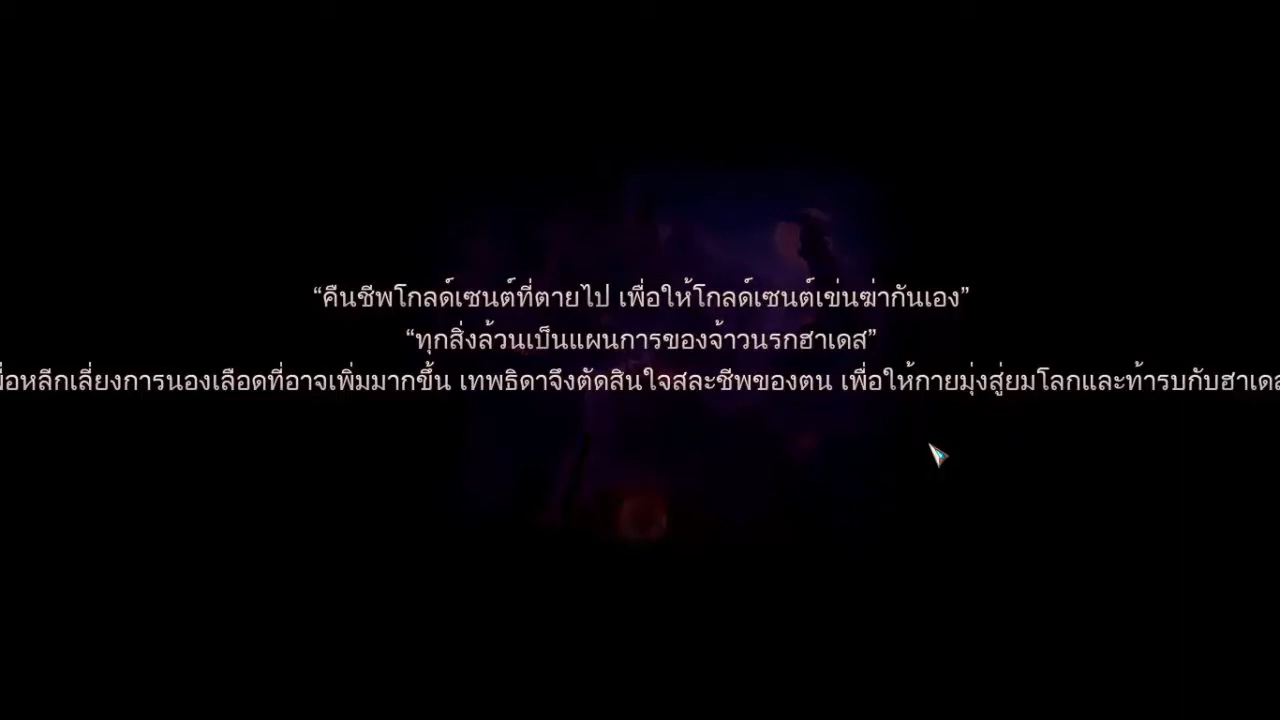 “คืนชีพโกลด์เซนต์ที่ตายไป เพื่อให้โกลด์เซนต์เข่นฆ่ากันเอง”
“ทุกสิ่งล้วนเป็นแผนการของจ้าวนรกฮาเดส”
หลีกเลี่ยงการนองเลือดที่อาจเพิ่มมากขึ้น เทพธิดาจึงตัดสินใจสละชีพของตน เพื่อให้กายมุ่งสู่ยมโลกและท้ารบกับฮาเดส